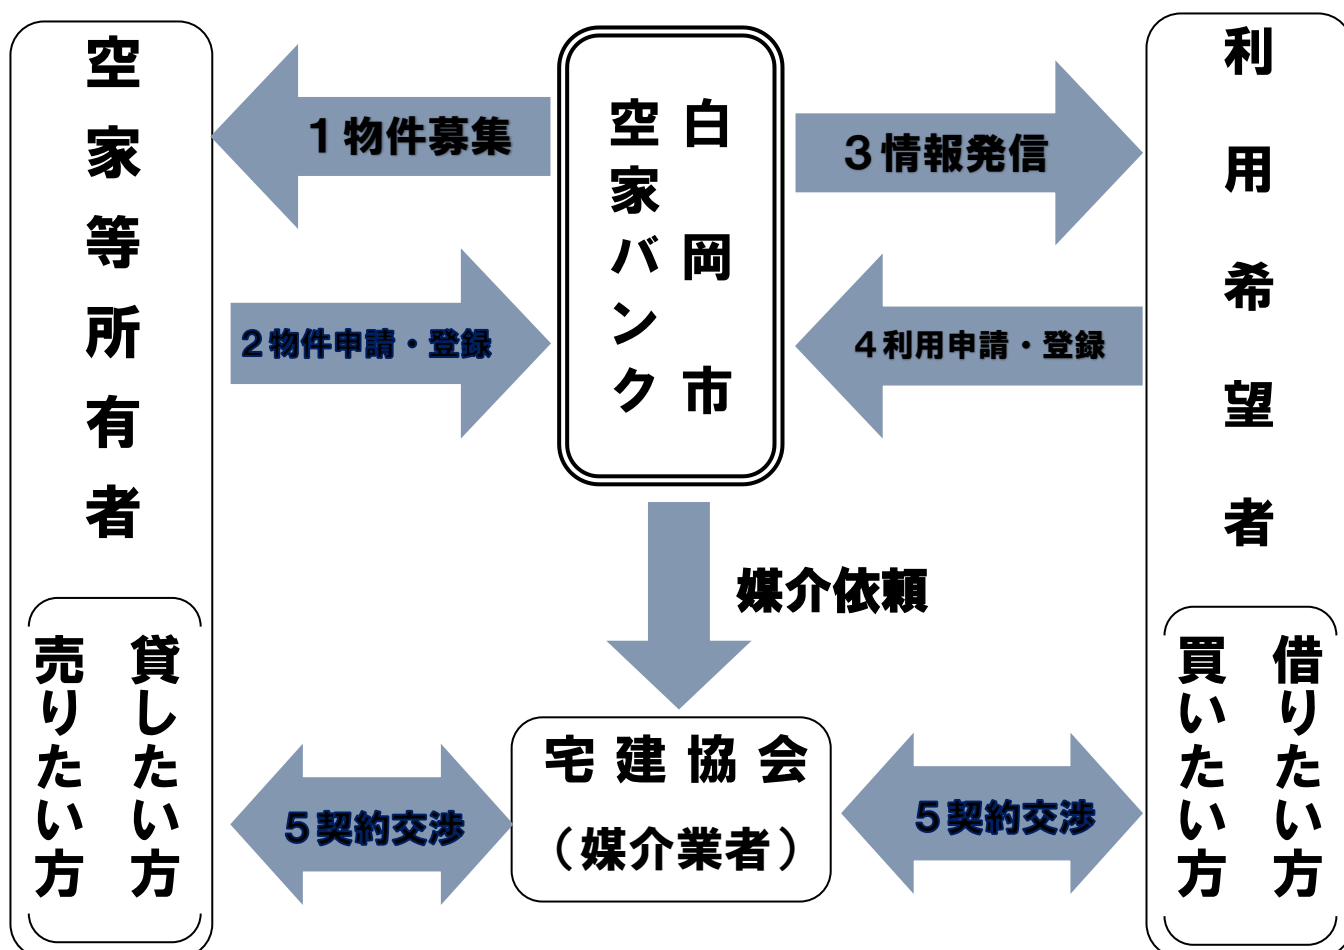 空家等所有者
貸したい方
売りたい方
1物件募集
2物件申請・登録
白岡市
空家バンク
3情報発信
4利用申請・登録
利用希望者
借りたい方
買いたい方
媒介依頼
5契約交渉
宅建協会
（媒介業者）
5契約交渉